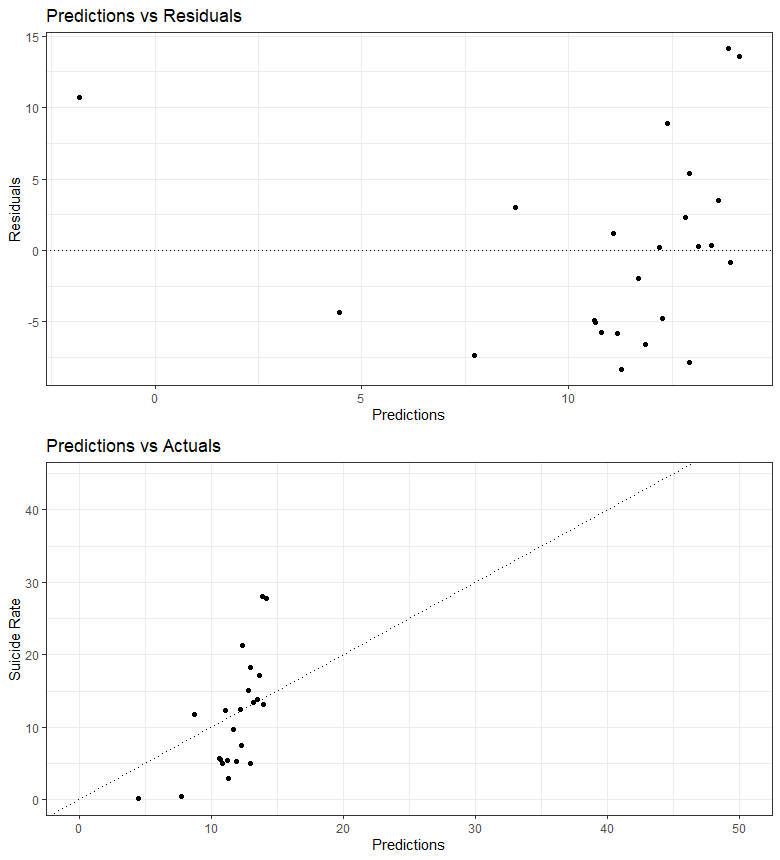 Predictions vs Residuals
15
10
5
0
-5
Residuals
0 5 10
Predictions
Predictions vs Actuals
40
30
20
10
0
Suicide Rate
0 10 20 30 40 50
Predictions